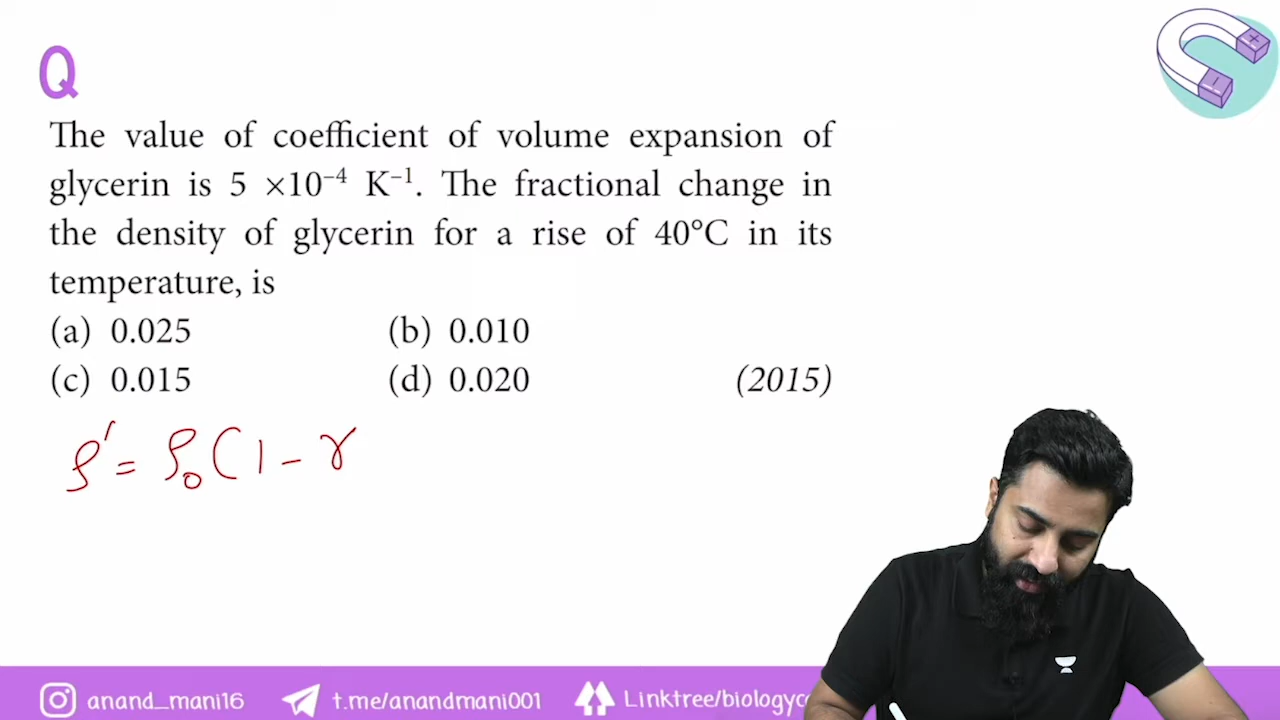 Q
The value of coefficient of volume expansion of
glycerin is 5 ×10⁻⁴ K⁻¹. The fractional change in
the density of glycerin for a rise of 40°C in its
temperature, is
(a) 0.025 (b) 0.010
(c) 0.015 (d) 0.020 (2015)
ρ′ = ρ₀ (1 − γ
anand_mani16 t.me/anandmani001 Linktree/biologyc